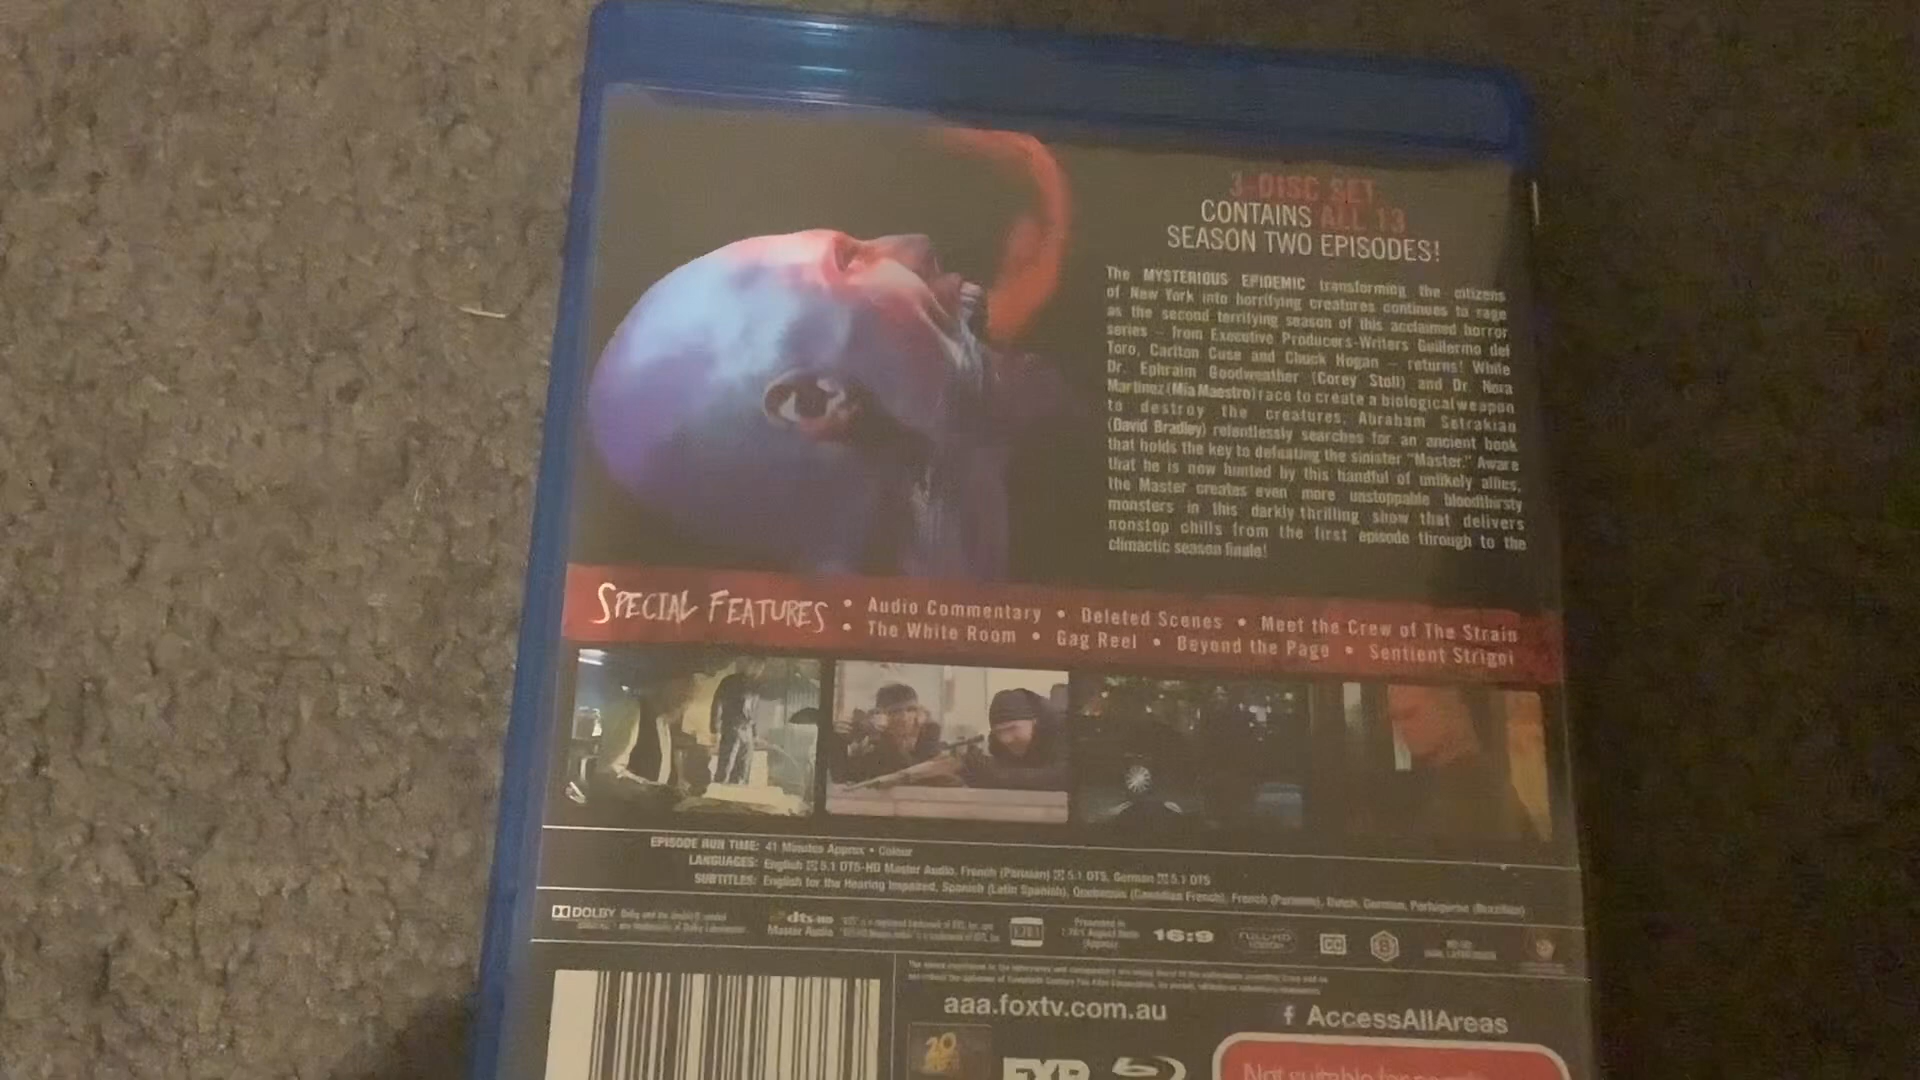 3-DISC SET
CONTAINS ALL 13
SEASON TWO EPISODES!
The MYSTERIOUS EPIDEMIC transforming the citizens
of New York into horrifying creatures continues to rage
as the second terrifying season of this acclaimed horror
series – from Executive Producers-Writers Guillermo del
Toro, Carlton Cuse and Chuck Hogan – returns! While
Dr. Ephraim Goodweather (Corey Stoll) and Dr. Nora
Martinez (Mia Maestro) race to create a biological weapon
to destroy the creatures, Abraham Setrakian
(David Bradley) relentlessly searches for an ancient book
that holds the key to defeating the sinister "Master." Aware
that he is now hunted by this handful of unlikely allies,
the Master creates even more unstoppable bloodthirsty
monsters in this darkly thrilling show that delivers
nonstop chills from the first episode through to the
climactic season finale!
SPECIAL FEATURES
• Audio Commentary • Deleted Scenes • Meet the Crew of The Strain
• The White Room • Gag Reel • Beyond the Page • Sentient Strigoi
EPISODE RUN TIME: 41 Minutes Approx • Colour
LANGUAGES: English 5.1 DTS-HD Master Audio, French (Parisian) 5.1 DTS, German 5.1 DTS
SUBTITLES: English for the Hearing Impaired, Spanish (Latin Spanish), Quebecois (Canadian French), French (Parisian), Dutch, German, Portuguese (Brazilian)
DOLBY
dts-HD
Master Audio
16:9
CC
B
aaa.foxtv.com.au
f AccessAllAreas
20
Not suitable for